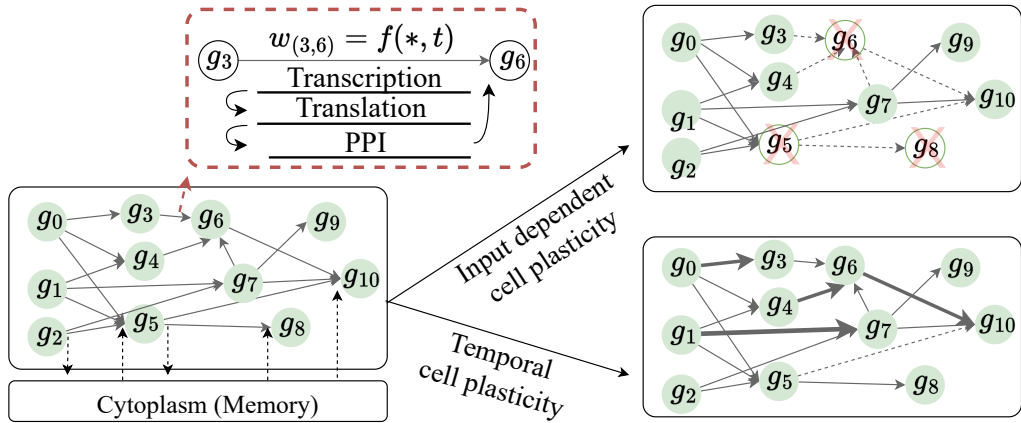 w(3,6) = f(*, t)
g3
g6
Transcription
Translation
PPI
g0
g3
g6
g9
g4
g1
g7
g10
g2
g5
g8
Cytoplasm (Memory)
Input dependent
cell plasticity
Temporal
cell plasticity
g0
g3
g6
g9
g4
g1
g7
g10
g5
g8
g2
g0
g3
g6
g9
g4
g1
g7
g10
g2
g5
g8